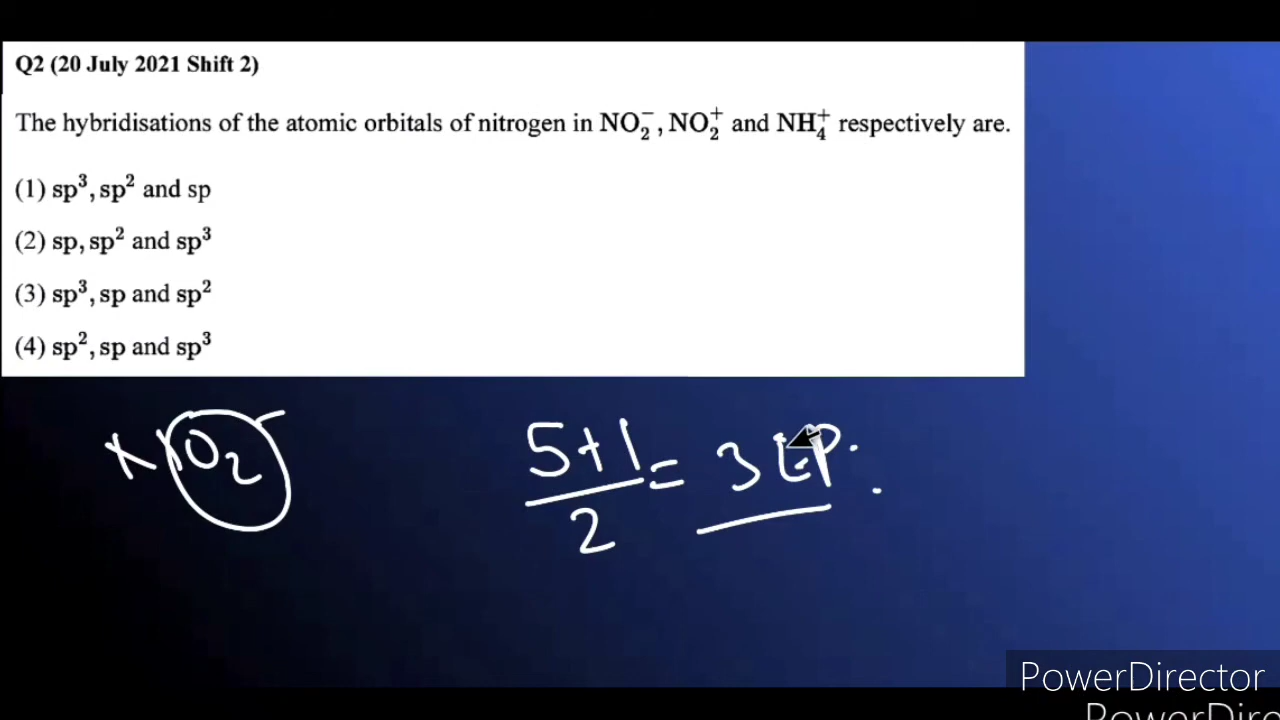 Q2 (20 July 2021 Shift 2)
The hybridisations of the atomic orbitals of nitrogen in NO₂⁻, NO₂⁺ and NH₄⁺ respectively are.
(1) sp³, sp² and sp
(2) sp, sp² and sp³
(3) sp³, sp and sp²
(4) sp², sp and sp³
NO₂⁻
5+1/2 = 3 EP.
PowerDirector